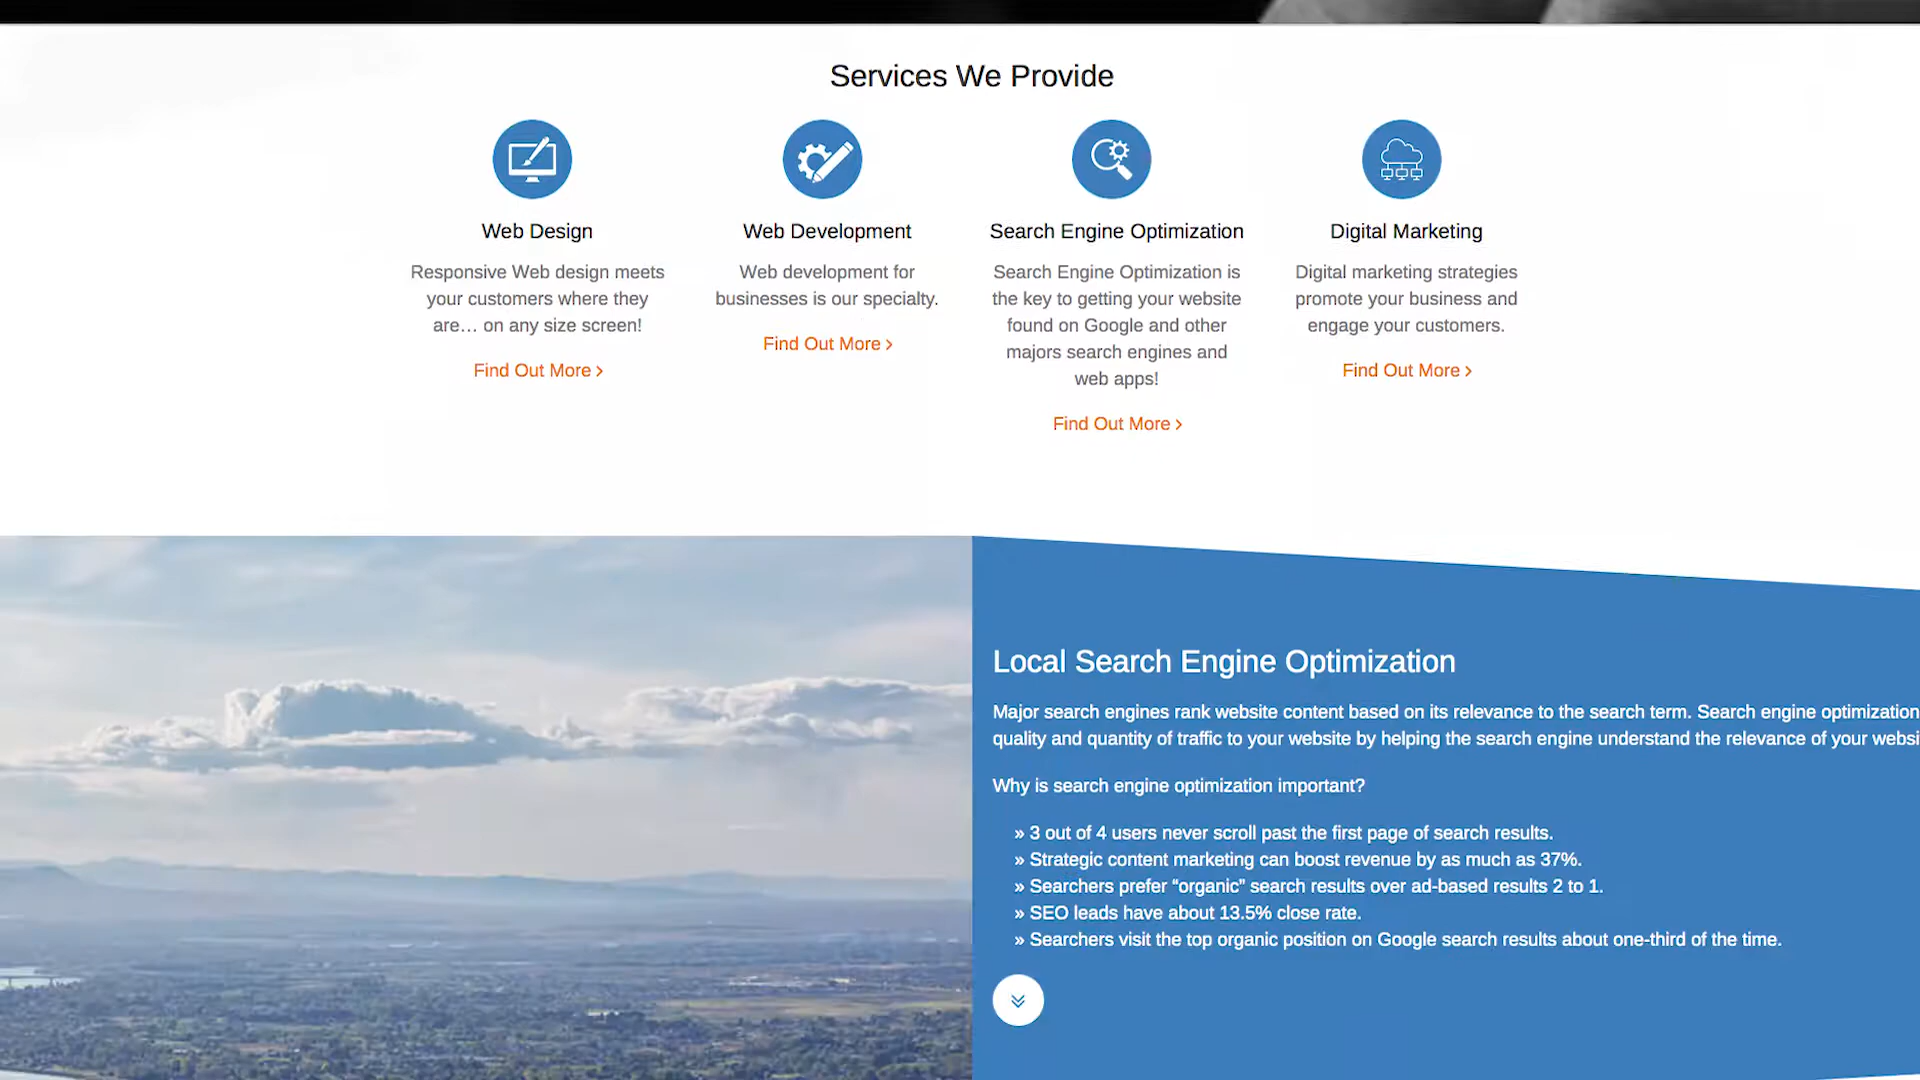 Services We Provide
Web Design
Responsive Web design meets
your customers where they
are… on any size screen!
Find Out More
Web Development
Web development for
businesses is our specialty.
Find Out More
Search Engine Optimization
Search Engine Optimization is
the key to getting your website
found on Google and other
majors search engines and
web apps!
Find Out More
Digital Marketing
Digital marketing strategies
promote your business and
engage your customers.
Find Out More
Local Search Engine Optimization
Major search engines rank website content based on its relevance to the search term. Search engine optimization
quality and quantity of traffic to your website by helping the search engine understand the relevance of your
Why is search engine optimization important?
» 3 out of 4 users never scroll past the first page of search results.
» Strategic content marketing can boost revenue by as much as 37%.
» Searchers prefer “organic” search results over ad-based results 2 to 1.
» SEO leads have about 13.5% close rate.
» Searchers visit the top organic position on Google search results about one-third of the time.